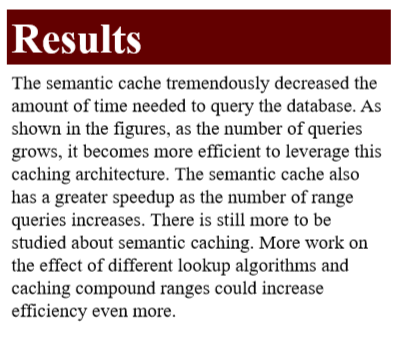 Results
The semantic cache tremendously decreased the
amount of time needed to query the database. As
shown in the figures, as the number of queries
grows, it becomes more efficient to leverage this
caching architecture. The semantic cache also
has a greater speedup as the number of range
queries increases. There is still more to be
studied about semantic caching. More work on
the effect of different lookup algorithms and
caching compound ranges could increase
efficiency even more.